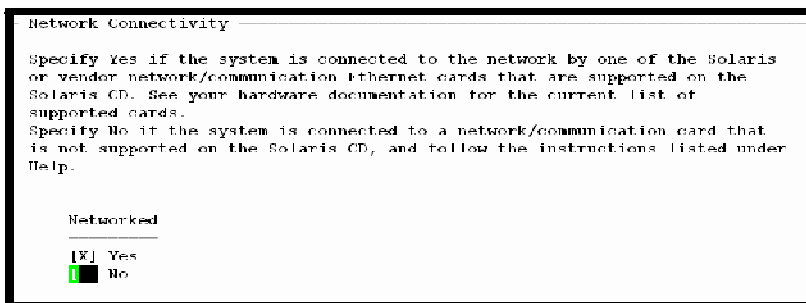 Network Connectivity
Specify Yes if the system is connected to the network by one of the Solaris
or vendor network/communication Ethernet cards that are supported on the
Solaris CD. See your hardware documentation for the current list of
supported cards.
Specify No if the system is connected to a network/communication card that
is not supported on the Solaris CD, and follow the instructions listed under
Help.
Networked
[X] Yes
[ ] No